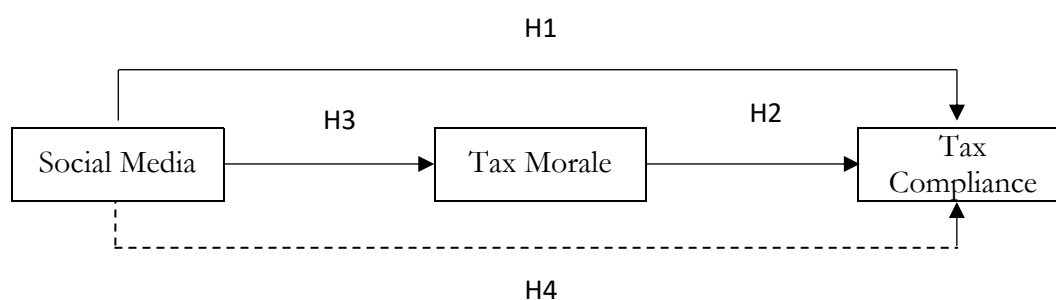 H1
H3
H2
Social Media
Tax Morale
Tax
Compliance
H4